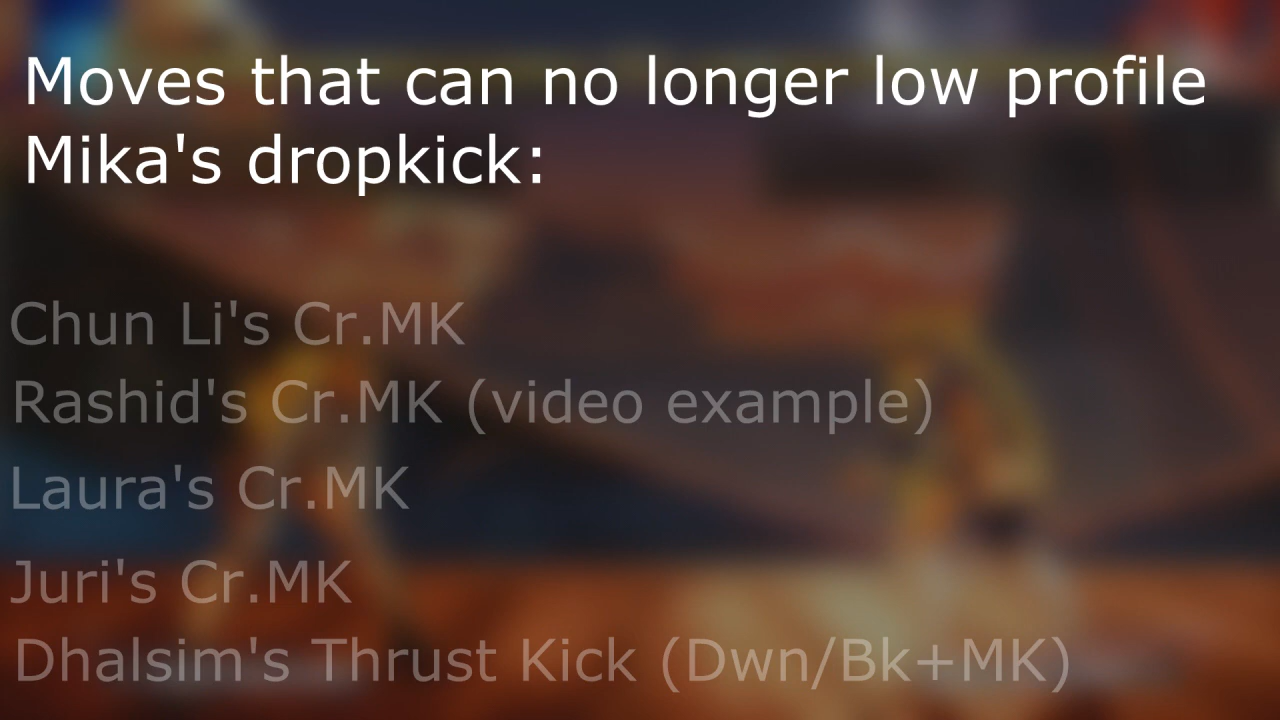 Moves that can no longer low profile
Mika's dropkick:
Chun Li's Cr.MK
Rashid's Cr.MK (video example)
Laura's Cr.MK
Juri's Cr.MK
Dhalsim's Thrust Kick (Dwn/Bk+MK)